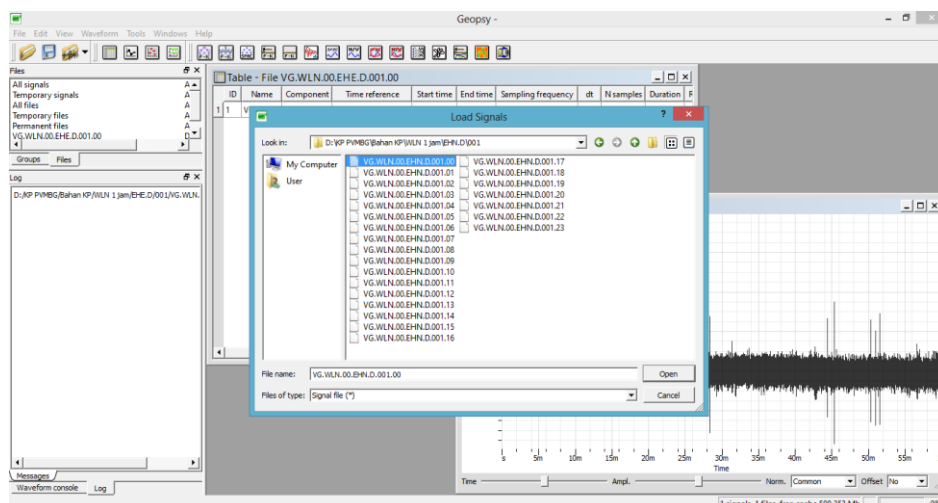 Geopsy -
File Edit View Waveform Tools Windows Help
Files
All signals
Temporary signals
All files
Temporary files
Permanent files
VG.WLN.00.EHE.D.001.00
Groups Files
Log
D:/KP PVMBG/Bahan KP/WLN 1 jam/EHE.D/001/VG.WLN.
Messages
Waveform console Log
Table - File VG.WLN.00.EHE.D.001.00
ID Name Component Time reference Start time End time Sampling frequency dt N samples Duration
1 1
Load Signals
Look in: D:\KP PVMBG\Bahan KP\WLN 1 jam\EHN.D\001
My Computer
User
VG.WLN.00.EHN.D.001.00 VG.WLN.00.EHN.D.001.17
VG.WLN.00.EHN.D.001.01 VG.WLN.00.EHN.D.001.18
VG.WLN.00.EHN.D.001.02 VG.WLN.00.EHN.D.001.19
VG.WLN.00.EHN.D.001.03 VG.WLN.00.EHN.D.001.20
VG.WLN.00.EHN.D.001.04 VG.WLN.00.EHN.D.001.21
VG.WLN.00.EHN.D.001.05 VG.WLN.00.EHN.D.001.22
VG.WLN.00.EHN.D.001.06 VG.WLN.00.EHN.D.001.23
VG.WLN.00.EHN.D.001.07
VG.WLN.00.EHN.D.001.08
VG.WLN.00.EHN.D.001.09
VG.WLN.00.EHN.D.001.10
VG.WLN.00.EHN.D.001.11
VG.WLN.00.EHN.D.001.12
VG.WLN.00.EHN.D.001.13
VG.WLN.00.EHN.D.001.14
VG.WLN.00.EHN.D.001.15
VG.WLN.00.EHN.D.001.16
File name: VG.WLN.00.EHN.D.001.00 Open
Files of type: Signal file (*) Cancel
s 5m 10m 15m 20m 25m 30m 35m 40m 45m 50m 55m
Time
Time Ampl. Norm. Common Offset No